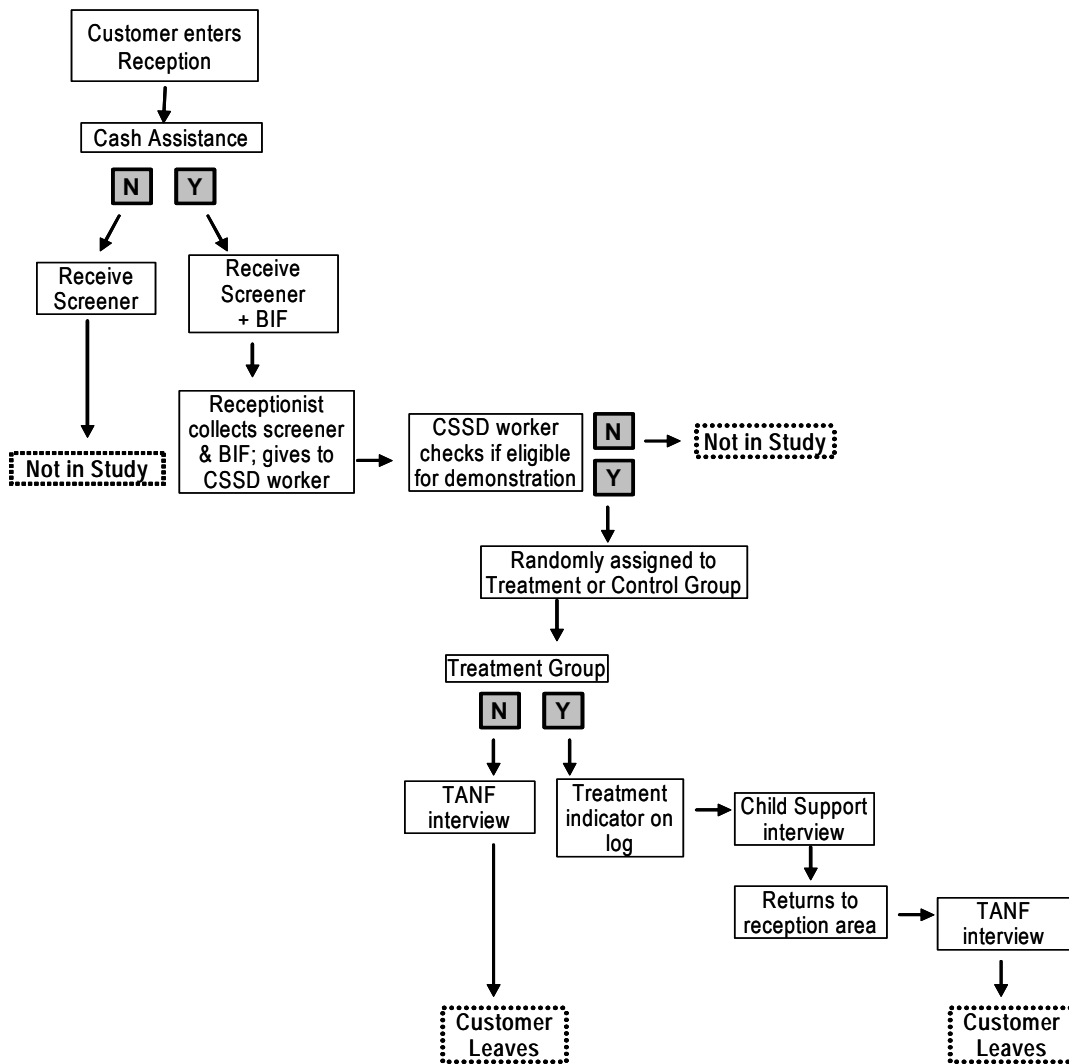 Customer enters
Reception
Cash Assistance
N
Y
Receive
Screener
Receive
Screener
+ BIF
Not in Study
Receptionist
collects screener
& BIF; gives to
CSSD worker
CSSD worker
checks if eligible
for demonstration
N
Y
Not in Study
Randomly assigned to
Treatment or Control Group
Treatment Group
N
Y
TANF
interview
Treatment
indicator on
log
Child Support
interview
Returns to
reception area
TANF
interview
Customer
Leaves
Customer
Leaves